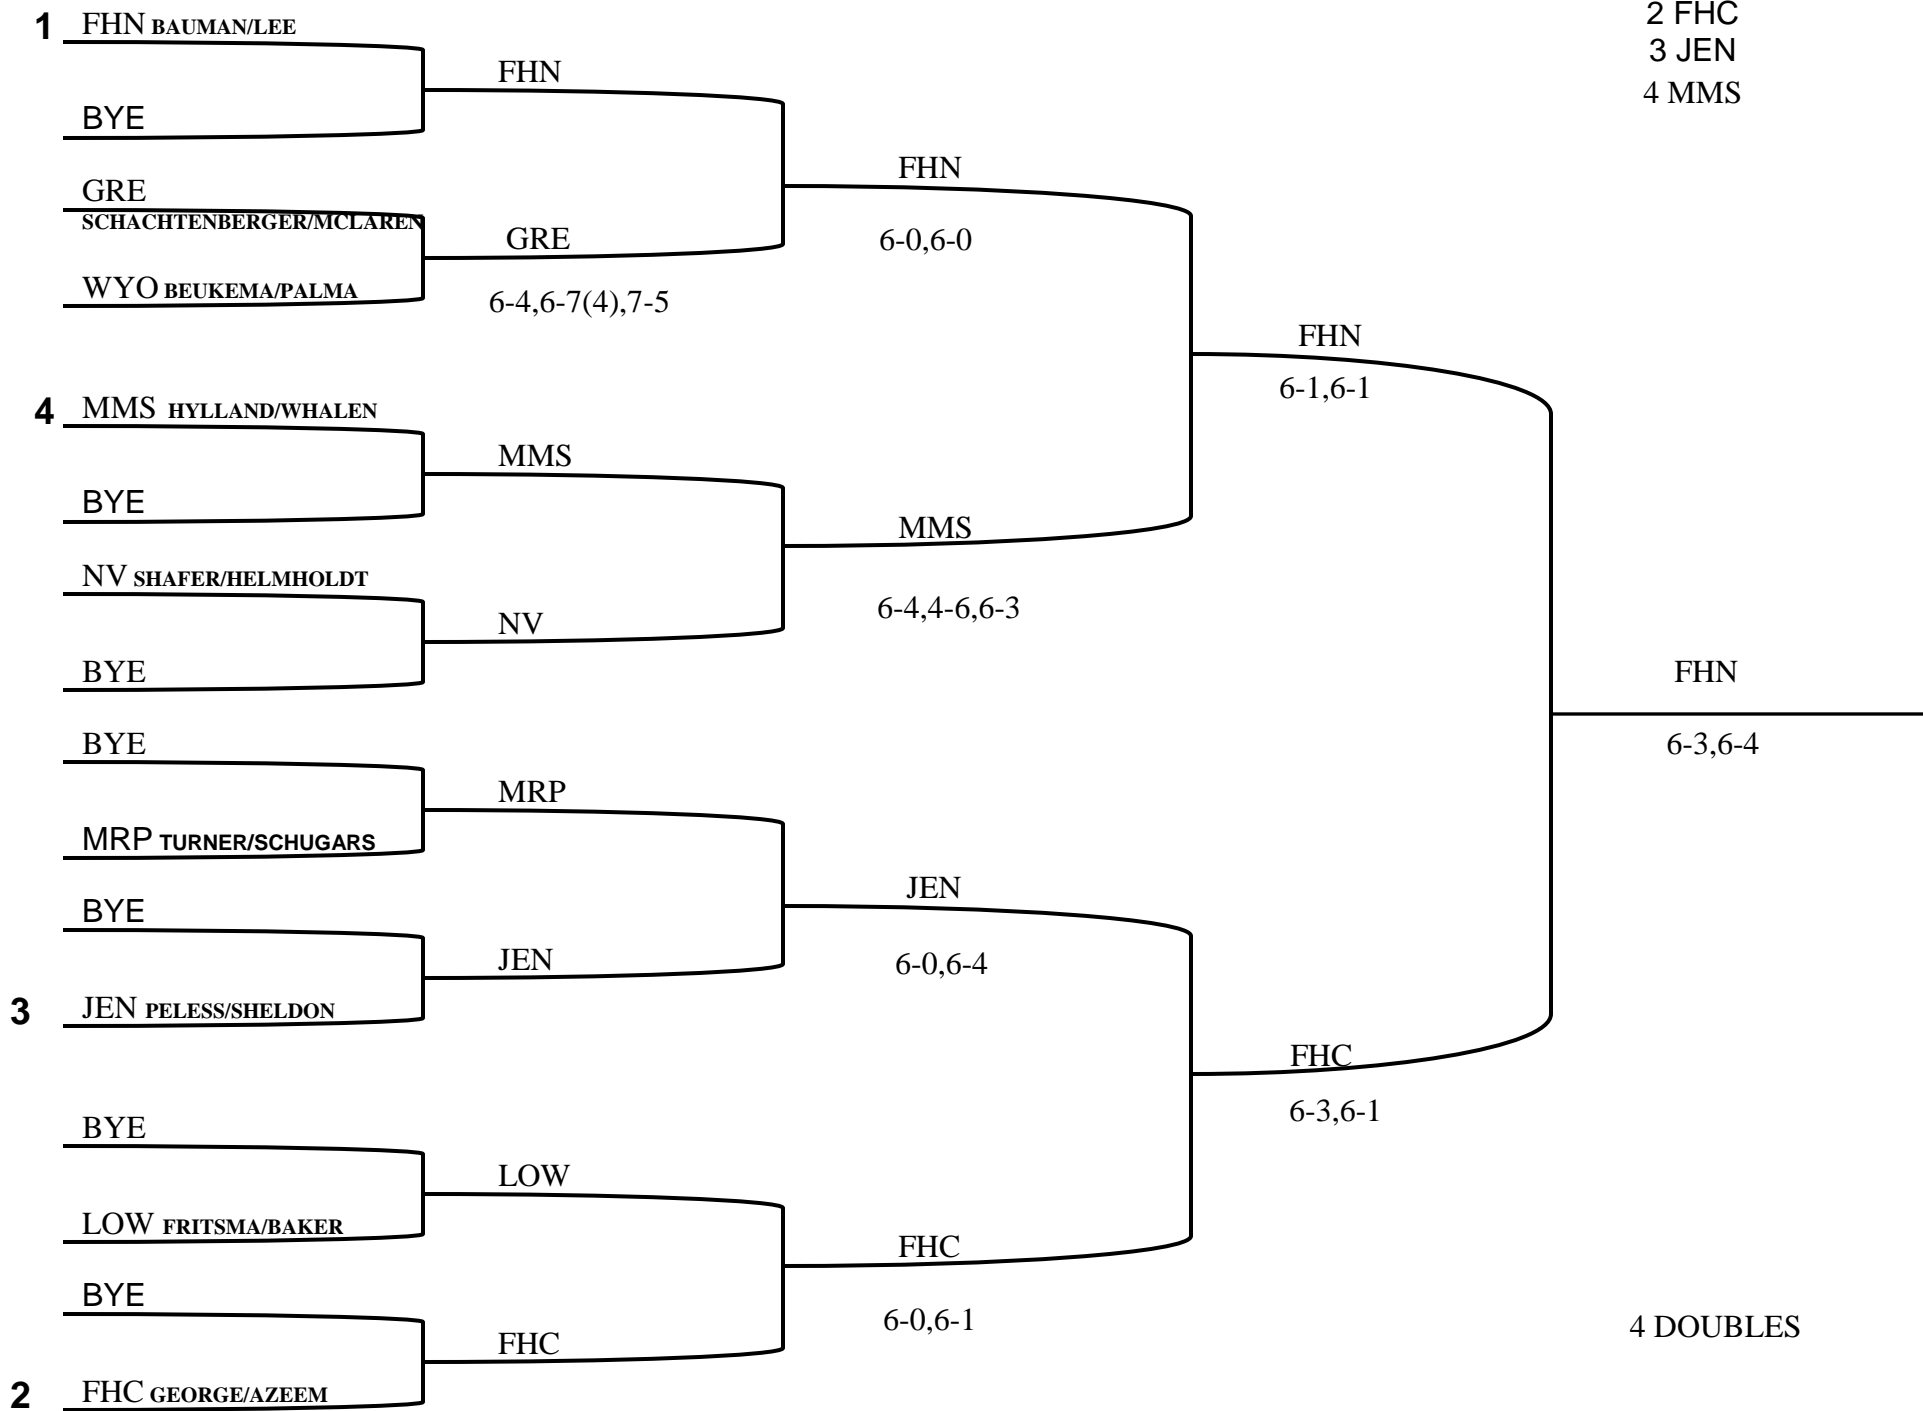 2 FHC
1 FHN BAUMAN/LEE
3 JEN
FHN
4 MMS
BYE
FHN
GRE
SCHACHTENBERGER/MCLAREN
GRE
6-0,6-0
WYO BEUKEMA/PALMA
6-4,6-7(4),7-5
FHN
6-1,6-1
4 MMS HYLLAND/WHALEN
MMS
BYE
MMS
NV SHAFER/HELMHOLDT
6-4,4-6,6-3
NV
BYE
FHN
BYE
6-3,6-4
MRP
MRP TURNER/SCHUGARS
JEN
BYE
JEN
6-0,6-4
3 JEN PELESS/SHELDON
FHC
6-3,6-1
BYE
LOW
LOW FRITSMA/BAKER
FHC
BYE
6-0,6-1
4 DOUBLES
FHC
2 FHC GEORGE/AZEEM